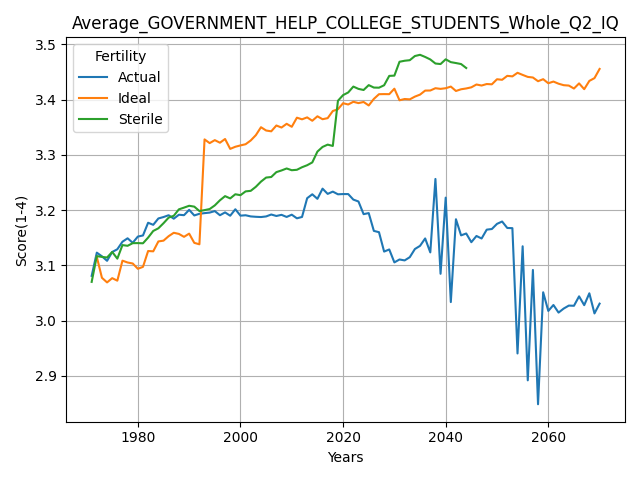 Average_GOVERNMENT_HELP_COLLEGE_STUDENTS_Whole_Q2_IQ
Fertility
Actual
Ideal
Sterile
Score(1-4)
3.5
3.4
3.3
3.2
3.1
3.0
2.9
1980 2000 2020 2040 2060
Years